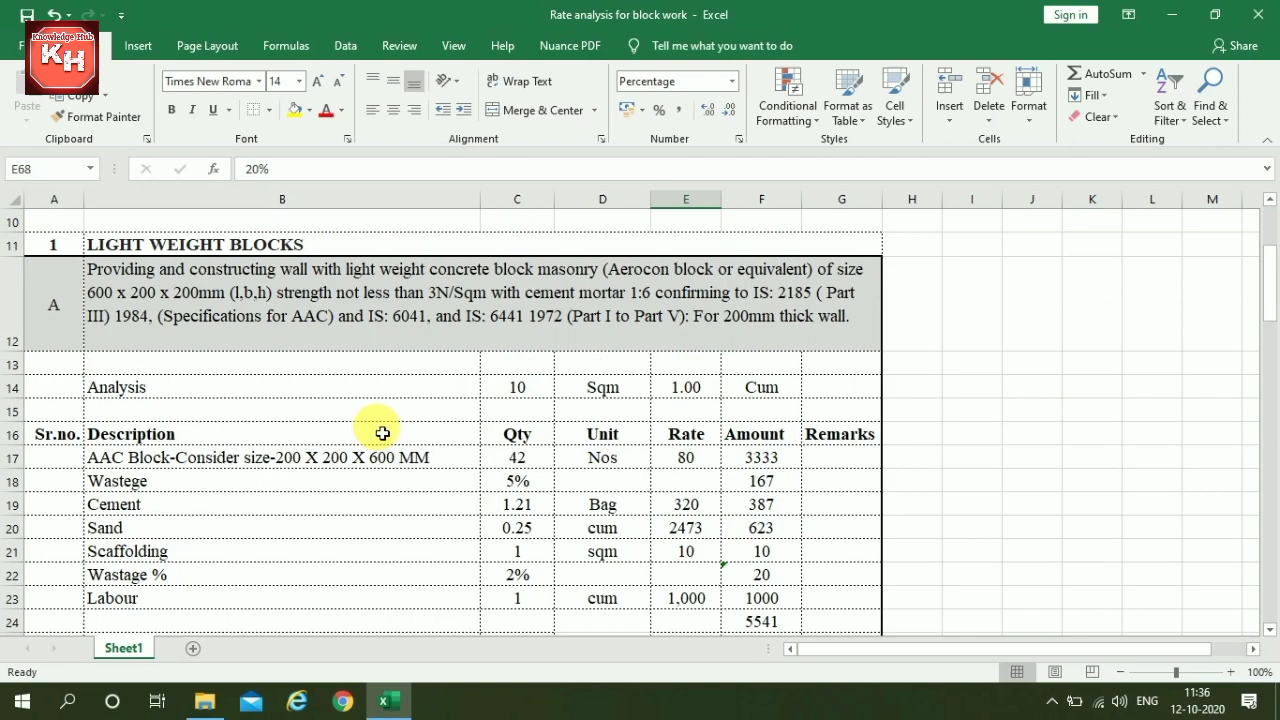 Rate analysis for block work - Excel
Sign in
Knowledge Hub
KH
F
Insert
Page Layout
Formulas
Data
Review
View
Help
Nuance PDF
Tell me what you want to do
Share
Paste
Copy
Format Painter
Clipboard
Times New Roma
14
B I U
Font
Wrap Text
Merge & Center
Alignment
Percentage
Number
Conditional Formatting
Format as Table
Cell Styles
Styles
Insert
Delete
Format
Cells
AutoSum
Fill
Clear
Sort & Filter
Find & Select
Editing
E68
fx
20%
A B C D E F G H I J K L M
10
11 1 LIGHT WEIGHT BLOCKS
Providing and constructing wall with light weight concrete block masonry (Aerocon block or equivalent) of size
A 600 x 200 x 200mm (l,b,h) strength not less than 3N/Sqm with cement mortar 1:6 confirming to IS: 2185 ( Part
III) 1984, (Specifications for AAC) and IS: 6041, and IS: 6441 1972 (Part I to Part V): For 200mm thick wall.
12
13
14 Analysis 10 Sqm 1.00 Cum
15
16 Sr.no. Description Qty Unit Rate Amount Remarks
17 AAC Block-Consider size-200 X 200 X 600 MM 42 Nos 80 3333
18 Wastege 5% 167
19 Cement 1.21 Bag 320 387
20 Sand 0.25 cum 2473 623
21 Scaffolding 1 sqm 10 10
22 Wastage % 2% 20
23 Labour 1 cum 1,000 1000
24 5541
Sheet1
Ready
100%
ENG
11:36
12-10-2020